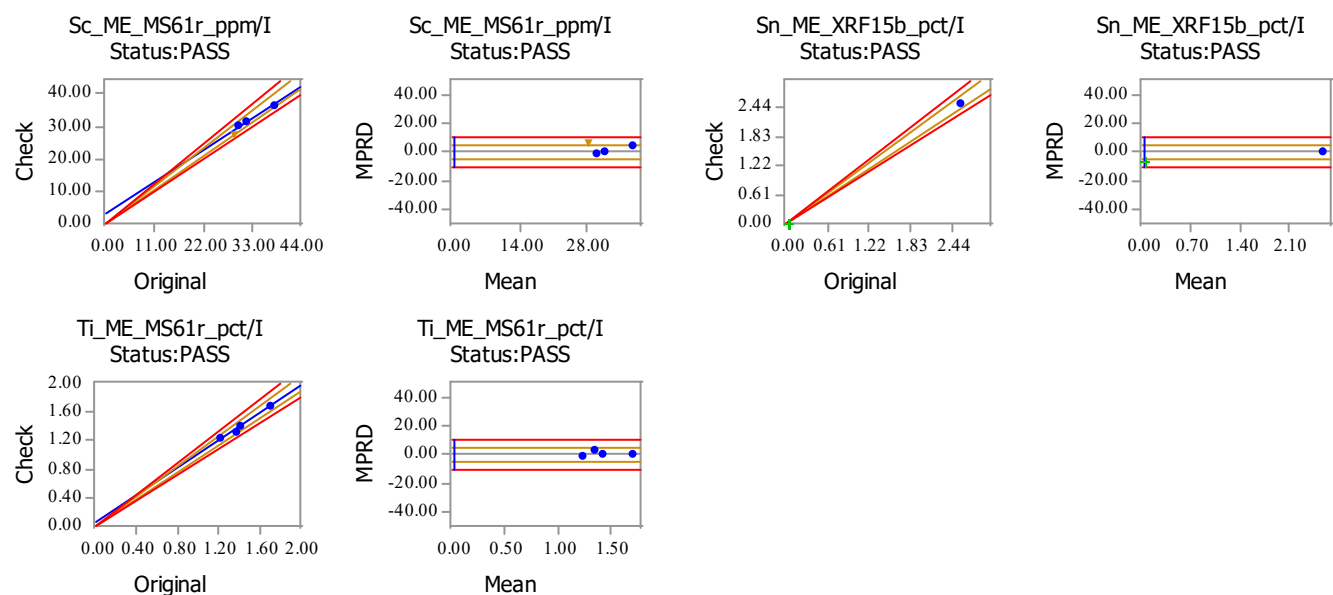 Sc_ME_MS61r_ppm/I
Status:PASS
40.00
30.00
20.00
10.00
0.00
Check
0.00 11.00 22.00 33.00 44.00
Original
Sc_ME_MS61r_ppm/I
Status:PASS
40.00
20.00
0.00
-20.00
-40.00
MPRD
0.00 14.00 28.00
Mean
Sn_ME_XRF15b_pct/I
Status:PASS
2.44
1.83
1.22
0.61
0.00
Check
0.00 0.61 1.22 1.83 2.44
Original
Sn_ME_XRF15b_pct/I
Status:PASS
40.00
20.00
0.00
-20.00
-40.00
MPRD
0.00 0.70 1.40 2.10
Mean
Ti_ME_MS61r_pct/I
Status:PASS
2.00
1.60
1.20
0.80
0.40
0.00
Check
0.00 0.40 0.80 1.20 1.60 2.00
Original
Ti_ME_MS61r_pct/I
Status:PASS
40.00
20.00
0.00
-20.00
-40.00
MPRD
0.00 0.50 1.00 1.50
Mean